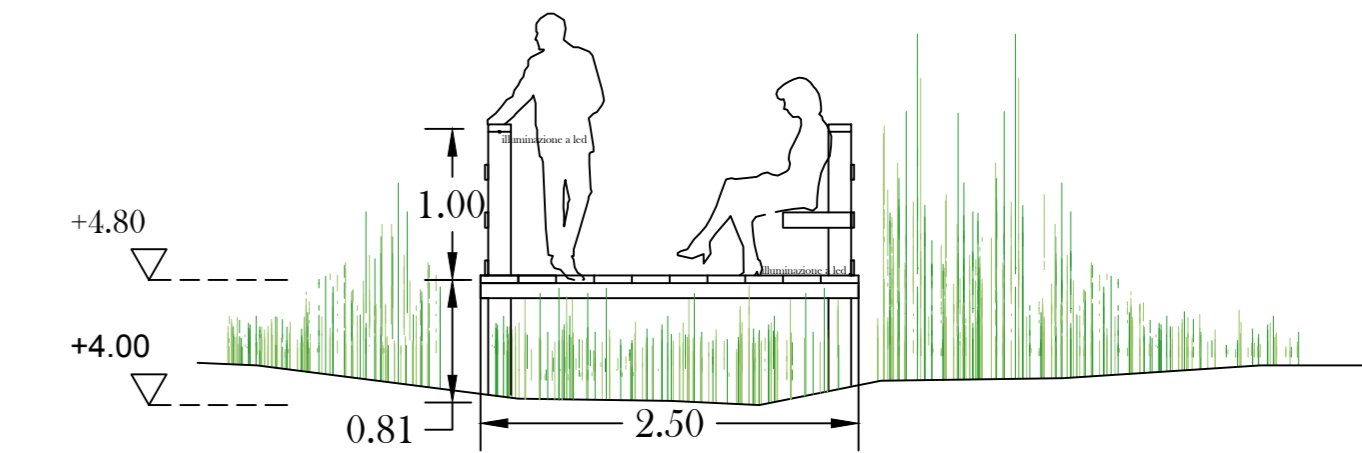 illuminazione a led
1.00
+4.80
illuminazione a led
+4.00
0.81
2.50